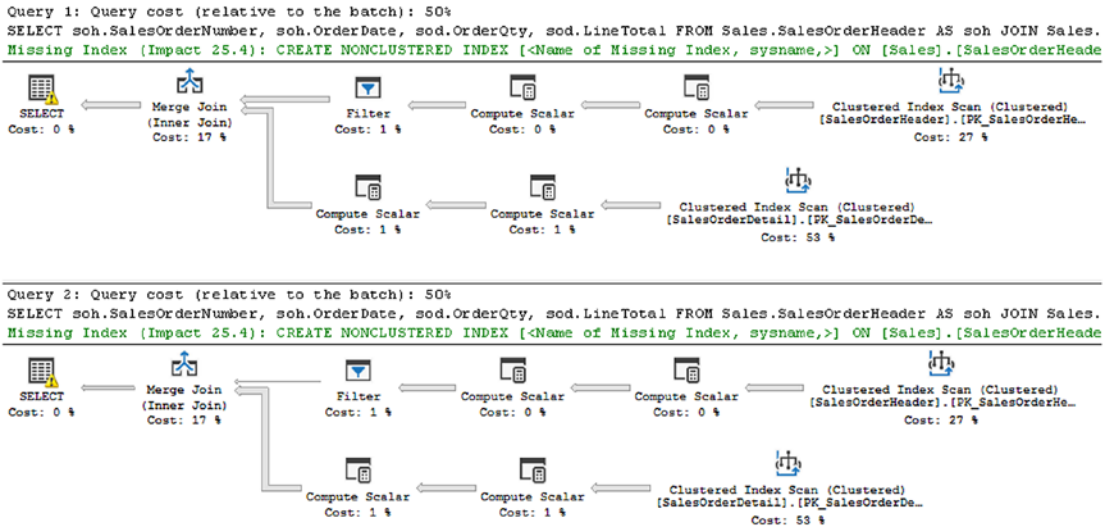 Query 1: Query cost (relative to the batch): 50%
SELECT soh.SalesOrderNumber, soh.OrderDate, sod.OrderQty, sod.LineTotal FROM Sales.SalesOrderHeader AS soh JOIN Sales.
Missing Index (Impact 25.4): CREATE NONCLUSTERED INDEX [<Name of Missing Index, sysname,>] ON [Sales].[SalesOrderHeade
SELECT
Cost: 0 %
Merge Join
(Inner Join)
Cost: 17 %
Filter
Cost: 1 %
Compute Scalar
Cost: 0 %
Compute Scalar
Cost: 0 %
Clustered Index Scan (Clustered)
[SalesOrderHeader].[PK_SalesOrderHe…
Cost: 27 %
Compute Scalar
Cost: 1 %
Compute Scalar
Cost: 1 %
Clustered Index Scan (Clustered)
[SalesOrderDetail].[PK_SalesOrderDe…
Cost: 53 %
Query 2: Query cost (relative to the batch): 50%
SELECT soh.SalesOrderNumber, soh.OrderDate, sod.OrderQty, sod.LineTotal FROM Sales.SalesOrderHeader AS soh JOIN Sales.
Missing Index (Impact 25.4): CREATE NONCLUSTERED INDEX [<Name of Missing Index, sysname,>] ON [Sales].[SalesOrderHeade
SELECT
Cost: 0 %
Merge Join
(Inner Join)
Cost: 17 %
Filter
Cost: 1 %
Compute Scalar
Cost: 0 %
Compute Scalar
Cost: 0 %
Clustered Index Scan (Clustered)
[SalesOrderHeader].[PK_SalesOrderHe…
Cost: 27 %
Compute Scalar
Cost: 1 %
Compute Scalar
Cost: 1 %
Clustered Index Scan (Clustered)
[SalesOrderDetail].[PK_SalesOrderDe…
Cost: 53 %